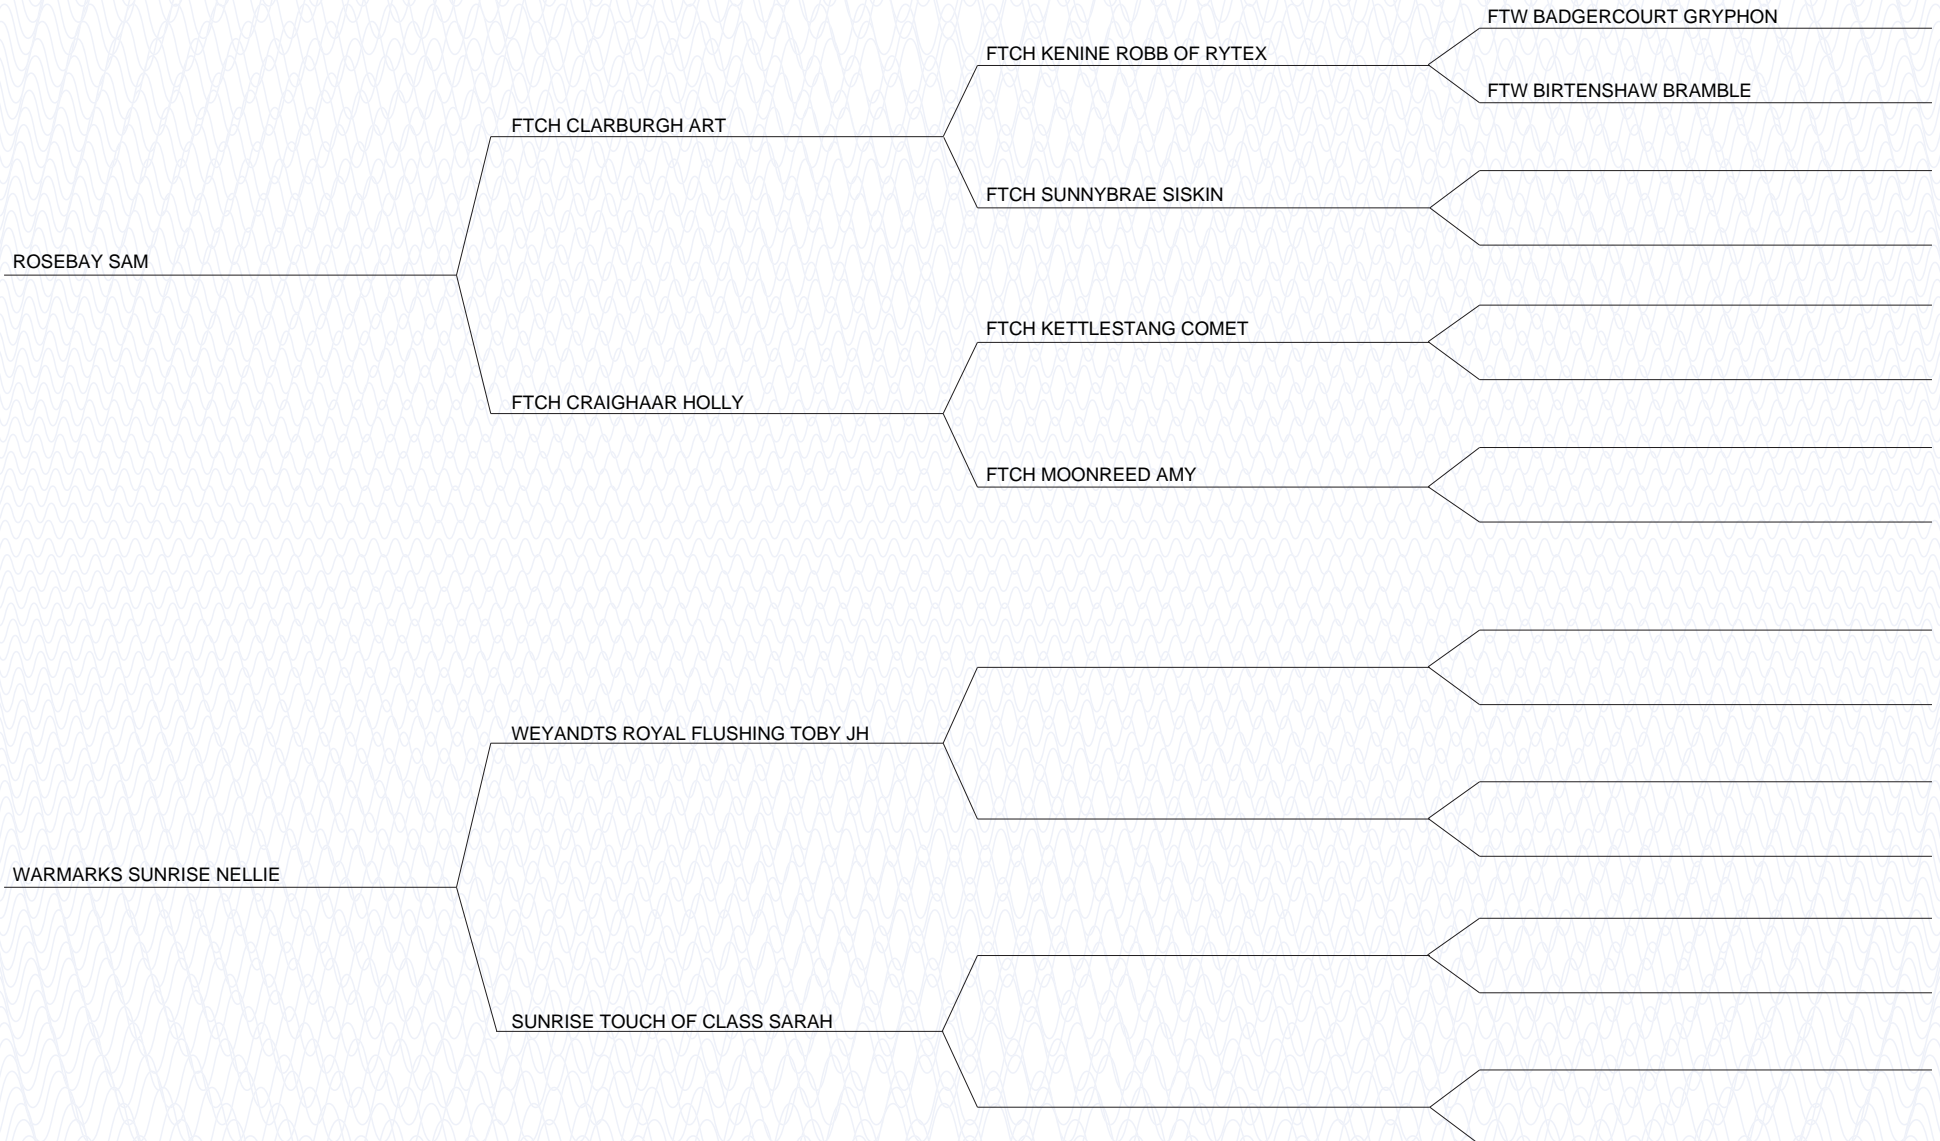 FTW BADGERCOURT GRYPHON
FTCH KENINE ROBB OF RYTEX
FTW BIRTENSHAW BRAMBLE
FTCH CLARBURGH ART
FTCH SUNNYBRAE SISKIN
ROSEBAY SAM
FTCH KETTLESTANG COMET
FTCH CRAIGHAAR HOLLY
FTCH MOONREED AMY
WEYANDTS ROYAL FLUSHING TOBY JH
WARMARKS SUNRISE NELLIE
SUNRISE TOUCH OF CLASS SARAH